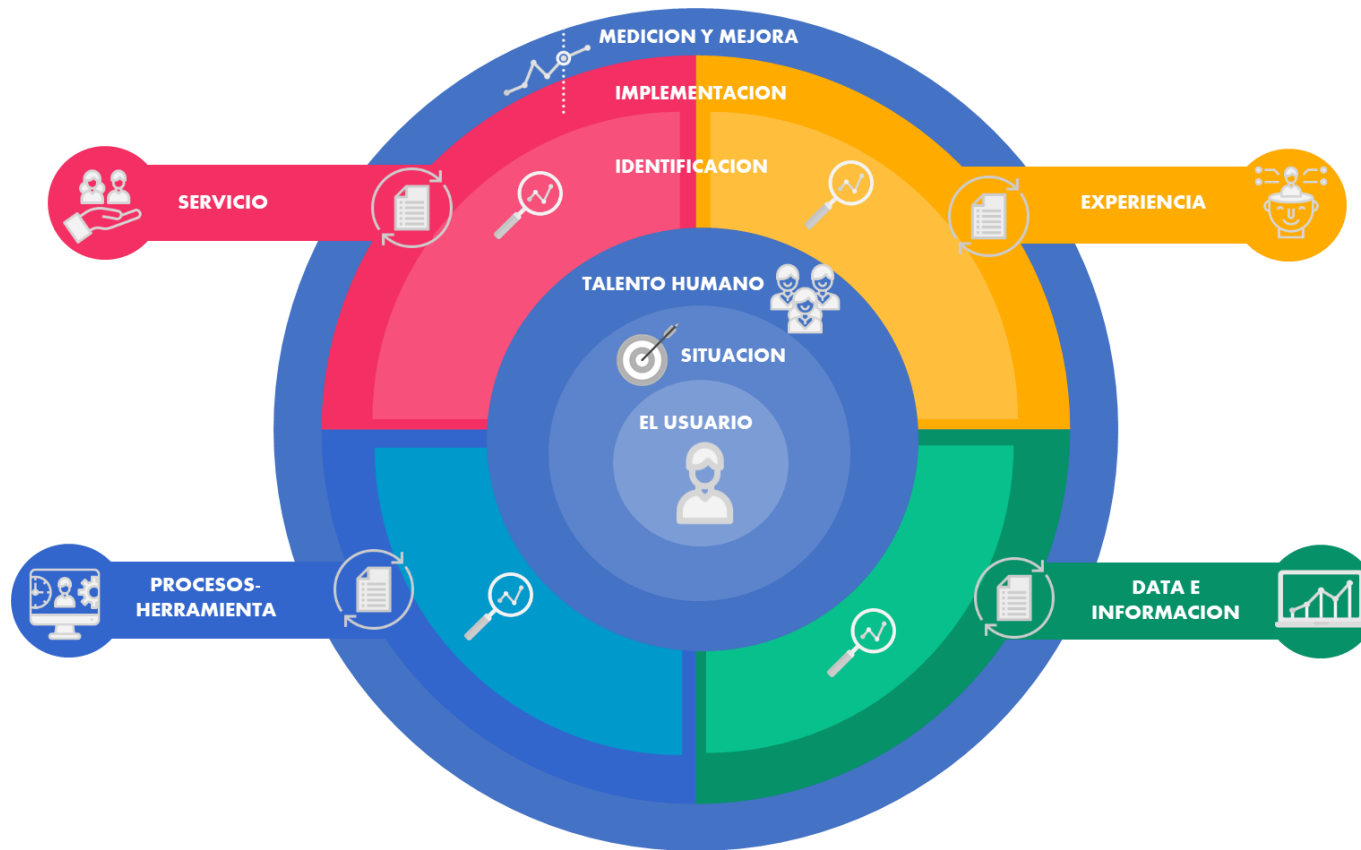 MEDICION Y MEJORA
IMPLEMENTACION
IDENTIFICACION
SERVICIO
EXPERIENCIA
TALENTO HUMANO
SITUACION
EL USUARIO
PROCESOS-
HERRAMIENTA
DATA E
INFORMACION